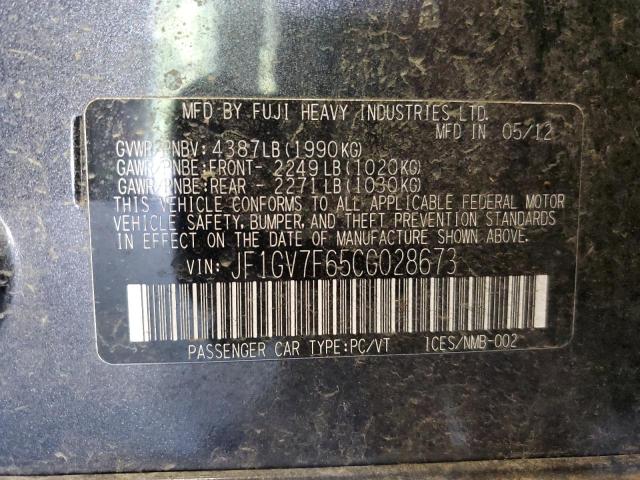 MFD BY FUJI HEAVY INDUSTRIES LTD.
MFD IN 05/12
GVWR/PNBV: 4387LB(1990KG)
GAWR/PNBE:FRONT- 2249LB(1020KG)
GAWR/PNBE:REAR - 2271LB(1030KG)
THIS VEHICLE CONFORMS TO ALL APPLICABLE FEDERAL MOTOR
VEHICLE SAFETY, BUMPER, AND THEFT PREVENTION STANDARDS
IN EFFECT ON THE DATE OF MANUFACTURE SHOWN ABOVE.
VIN: JF1GV7F65CG028673
PASSENGER CAR TYPE:PC/VT ICES/NMB-002